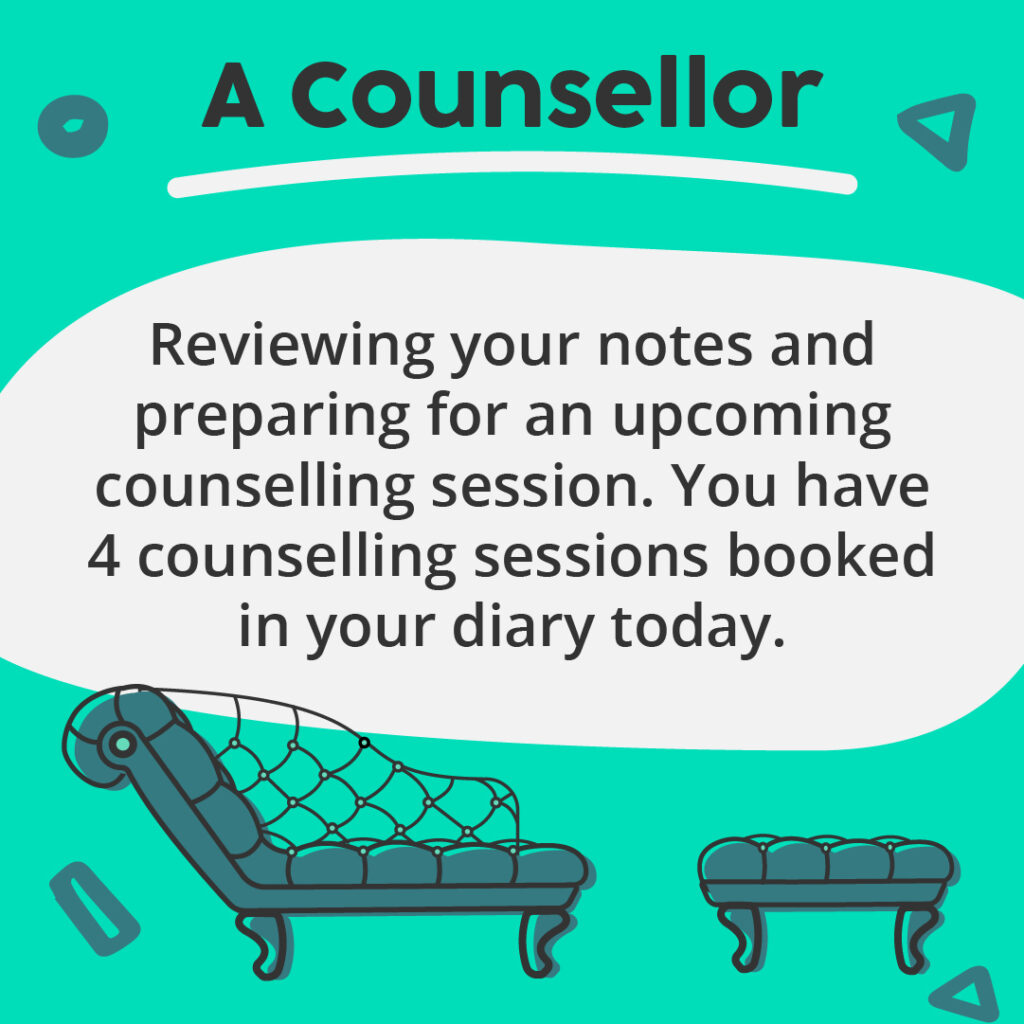 A Counsellor
Reviewing your notes and
preparing for an upcoming
counselling session. You have
4 counselling sessions booked
in your diary today.